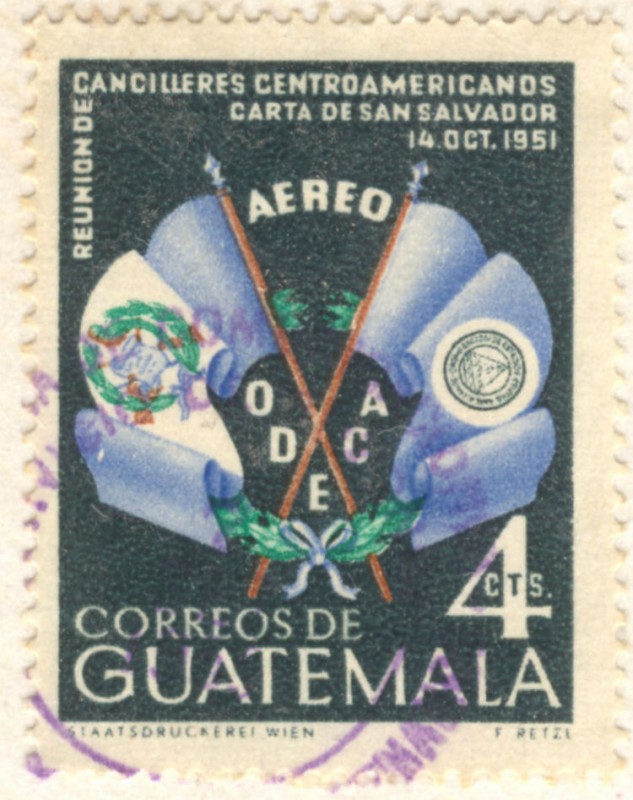 REUNION DE
CANCILLERES CENTROAMERICANOS
CARTA DE SAN SALVADOR
14.OCT.1951
AEREO
ODECA
4 CTS.
CORREOS DE
GUATEMALA
STAATSDRUCKEREI WIEN
F. RETZL